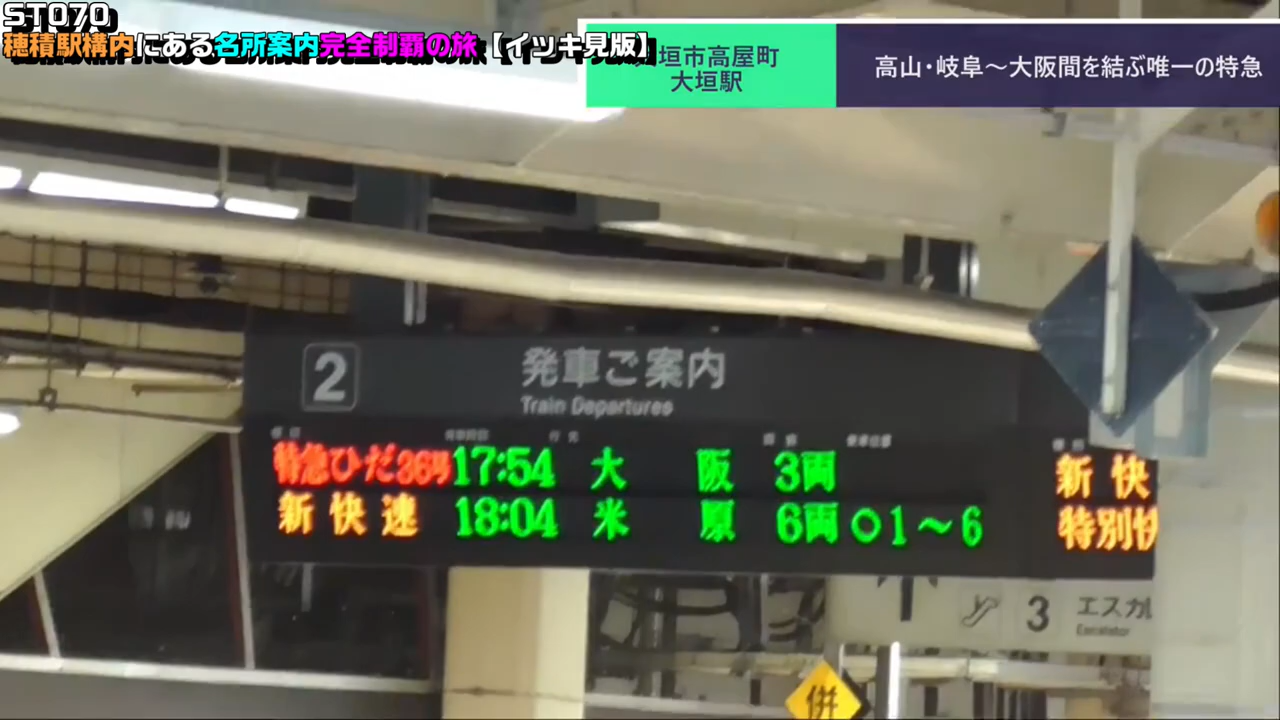 ST070
穂積駅構内にある名所案内完全制覇の旅【イツキ見版】
垣市高屋町
大垣駅
高山・岐阜～大阪間を結ぶ唯一の特急
2
発車ご案内
Train Departures
特急ひだ36号 17:54 大阪 3両
新快速 18:04 米原 6両 ○1～6
新快
特別快
3
エスカ
Escalator
併